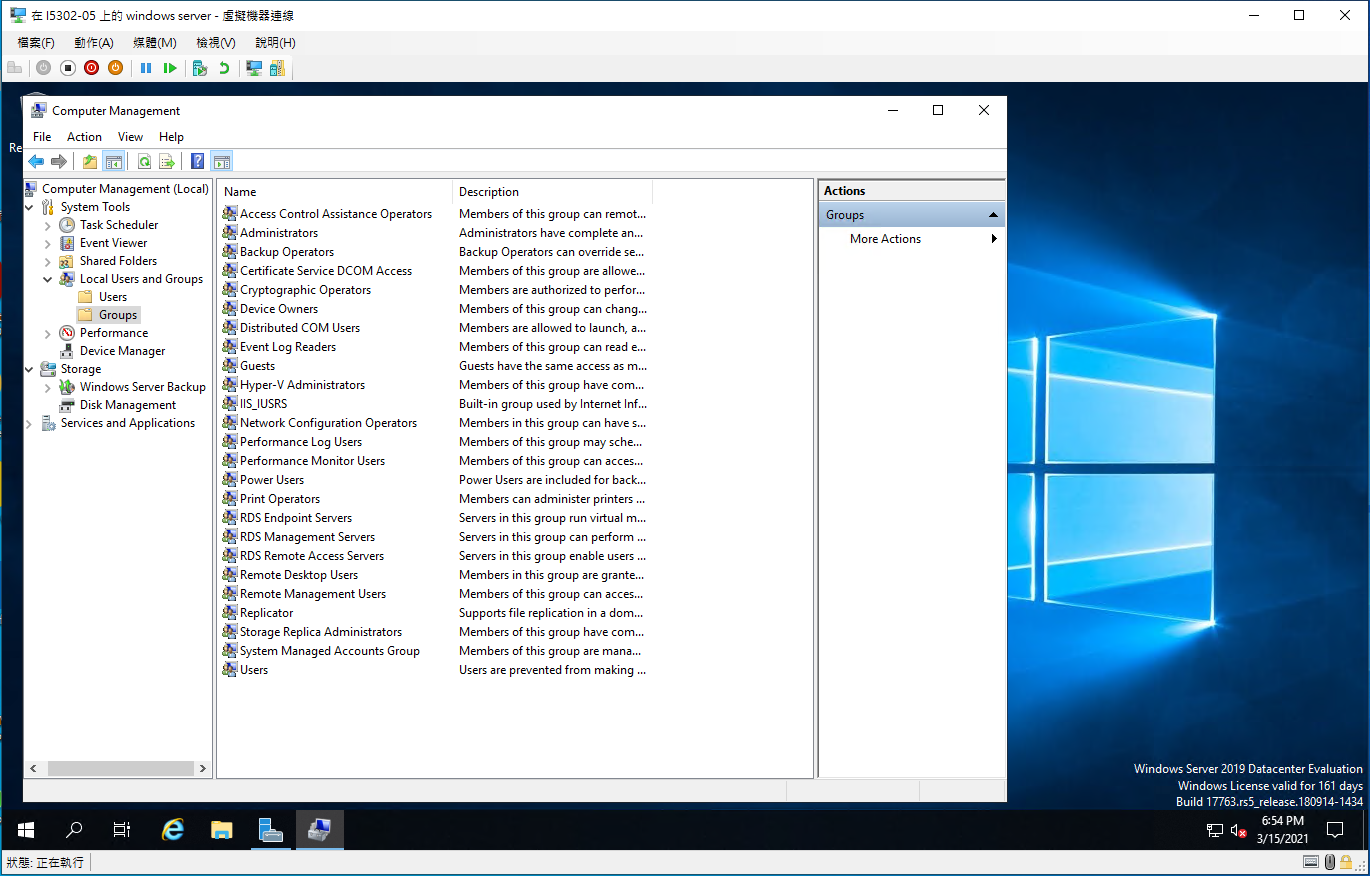 在 I5302-05 上的 windows server - 虛擬機器連線
檔案(F) 動作(A) 媒體(M) 檢視(V) 說明(H)
Computer Management
File Action View Help
Re
Computer Management (Local)
System Tools
Task Scheduler
Event Viewer
Shared Folders
Local Users and Groups
Users
Groups
Performance
Device Manager
Storage
Windows Server Backup
Disk Management
Services and Applications
Name Description
Access Control Assistance Operators Members of this group can remot...
Administrators Administrators have complete an...
Backup Operators Backup Operators can override se...
Certificate Service DCOM Access Members of this group are allowe...
Cryptographic Operators Members are authorized to perfor...
Device Owners Members of this group can chang...
Distributed COM Users Members are allowed to launch, a...
Event Log Readers Members of this group can read e...
Guests Guests have the same access as m...
Hyper-V Administrators Members of this group have com...
IIS_IUSRS Built-in group used by Internet Inf...
Network Configuration Operators Members in this group can have s...
Performance Log Users Members of this group may sche...
Performance Monitor Users Members of this group can acces...
Power Users Power Users are included for back...
Print Operators Members can administer printers ...
RDS Endpoint Servers Servers in this group run virtual m...
RDS Management Servers Servers in this group can perform ...
RDS Remote Access Servers Servers in this group enable users ...
Remote Desktop Users Members in this group are grante...
Remote Management Users Members of this group can acces...
Replicator Supports file replication in a dom...
Storage Replica Administrators Members of this group have com...
System Managed Accounts Group Members of this group are mana...
Users Users are prevented from making ...
Actions
Groups
More Actions
Windows Server 2019 Datacenter Evaluation
Windows License valid for 161 days
Build 17763.rs5_release.180914-1434
6:54 PM
3/15/2021
狀態: 正在執行